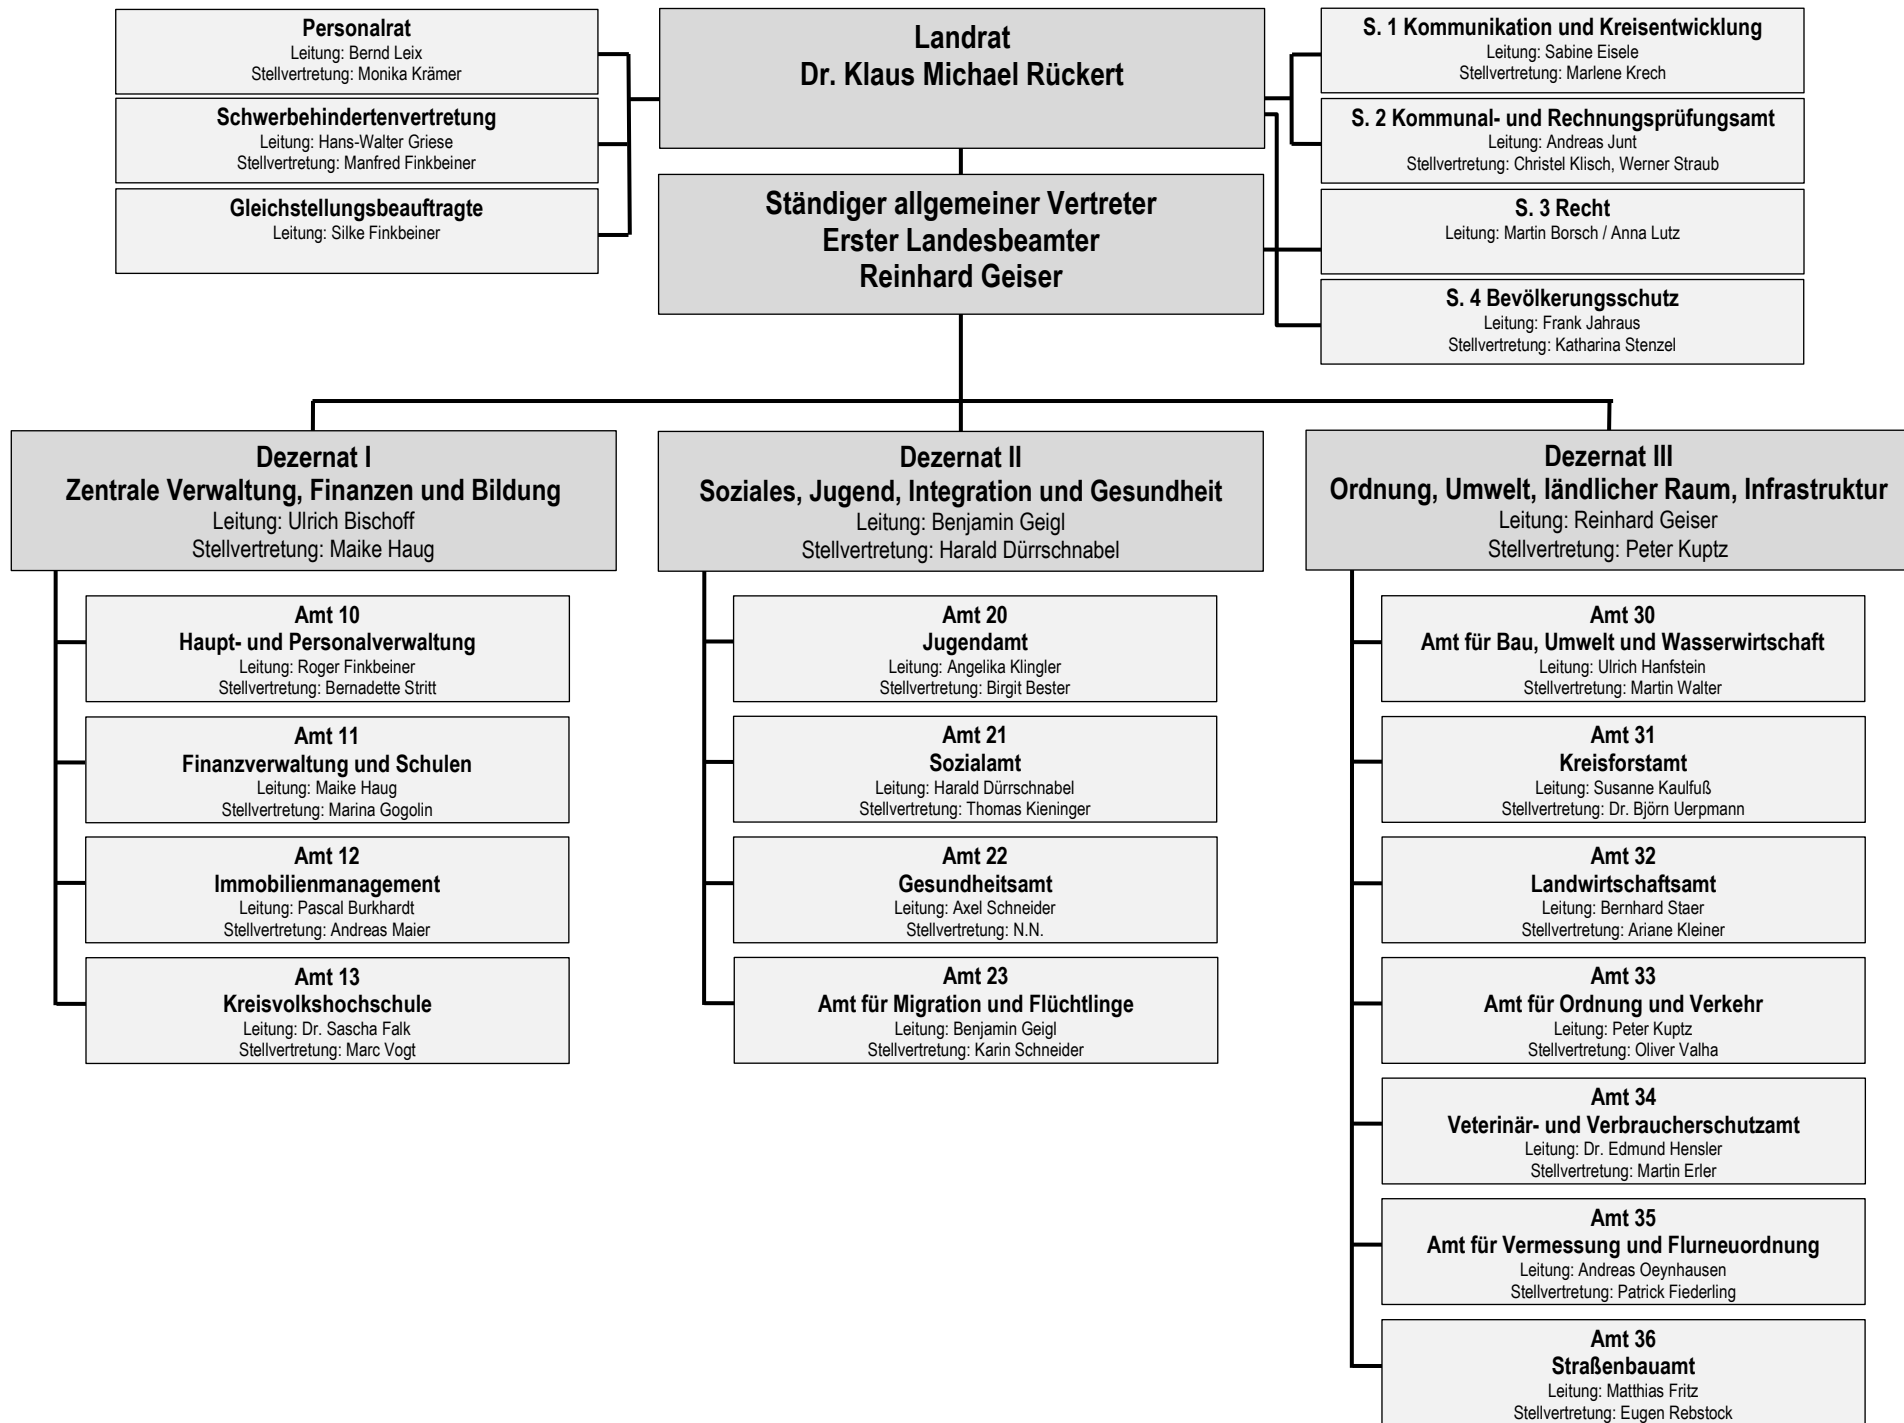 Personalrat
Leitung: Bernd Leix
Stellvertretung: Monika Krämer
Schwerbehindertenvertretung
Leitung: Hans-Walter Griese
Stellvertretung: Manfred Finkbeiner
Gleichstellungsbeauftragte
Leitung: Silke Finkbeiner
Landrat
Dr. Klaus Michael Rückert
Ständiger allgemeiner Vertreter
Erster Landesbeamter
Reinhard Geiser
S. 1 Kommunikation und Kreisentwicklung
Leitung: Sabine Eisele
Stellvertretung: Marlene Krech
S. 2 Kommunal- und Rechnungsprüfungsamt
Leitung: Andreas Junt
Stellvertretung: Christel Klisch, Werner Straub
S. 3 Recht
Leitung: Martin Borsch / Anna Lutz
S. 4 Bevölkerungsschutz
Leitung: Frank Jahraus
Stellvertretung: Katharina Stenzel
Dezernat I
Zentrale Verwaltung, Finanzen und Bildung
Leitung: Ulrich Bischoff
Stellvertretung: Maike Haug
Amt 10
Haupt- und Personalverwaltung
Leitung: Roger Finkbeiner
Stellvertretung: Bernadette Stritt
Amt 11
Finanzverwaltung und Schulen
Leitung: Maike Haug
Stellvertretung: Marina Gogolin
Amt 12
Immobilienmanagement
Leitung: Pascal Burkhardt
Stellvertretung: Andreas Maier
Amt 13
Kreisvolkshochschule
Leitung: Dr. Sascha Falk
Stellvertretung: Marc Vogt
Dezernat II
Soziales, Jugend, Integration und Gesundheit
Leitung: Benjamin Geigl
Stellvertretung: Harald Dürrschnabel
Amt 20
Jugendamt
Leitung: Angelika Klingler
Stellvertretung: Birgit Bester
Amt 21
Sozialamt
Leitung: Harald Dürrschnabel
Stellvertretung: Thomas Kieninger
Amt 22
Gesundheitsamt
Leitung: Axel Schneider
Stellvertretung: N.N.
Amt 23
Amt für Migration und Flüchtlinge
Leitung: Benjamin Geigl
Stellvertretung: Karin Schneider
Dezernat III
Ordnung, Umwelt, ländlicher Raum, Infrastruktur
Leitung: Reinhard Geiser
Stellvertretung: Peter Kuptz
Amt 30
Amt für Bau, Umwelt und Wasserwirtschaft
Leitung: Ulrich Hanfstein
Stellvertretung: Martin Walter
Amt 31
Kreisforstamt
Leitung: Susanne Kaulfuß
Stellvertretung: Dr. Björn Uerpmann
Amt 32
Landwirtschaftsamt
Leitung: Bernhard Staer
Stellvertretung: Ariane Kleiner
Amt 33
Amt für Ordnung und Verkehr
Leitung: Peter Kuptz
Stellvertretung: Oliver Valha
Amt 34
Veterinär- und Verbraucherschutzamt
Leitung: Dr. Edmund Hensler
Stellvertretung: Martin Erler
Amt 35
Amt für Vermessung und Flurneuordnung
Leitung: Andreas Oeynhausen
Stellvertretung: Patrick Fiederling
Amt 36
Straßenbauamt
Leitung: Matthias Fritz
Stellvertretung: Eugen Rebstock